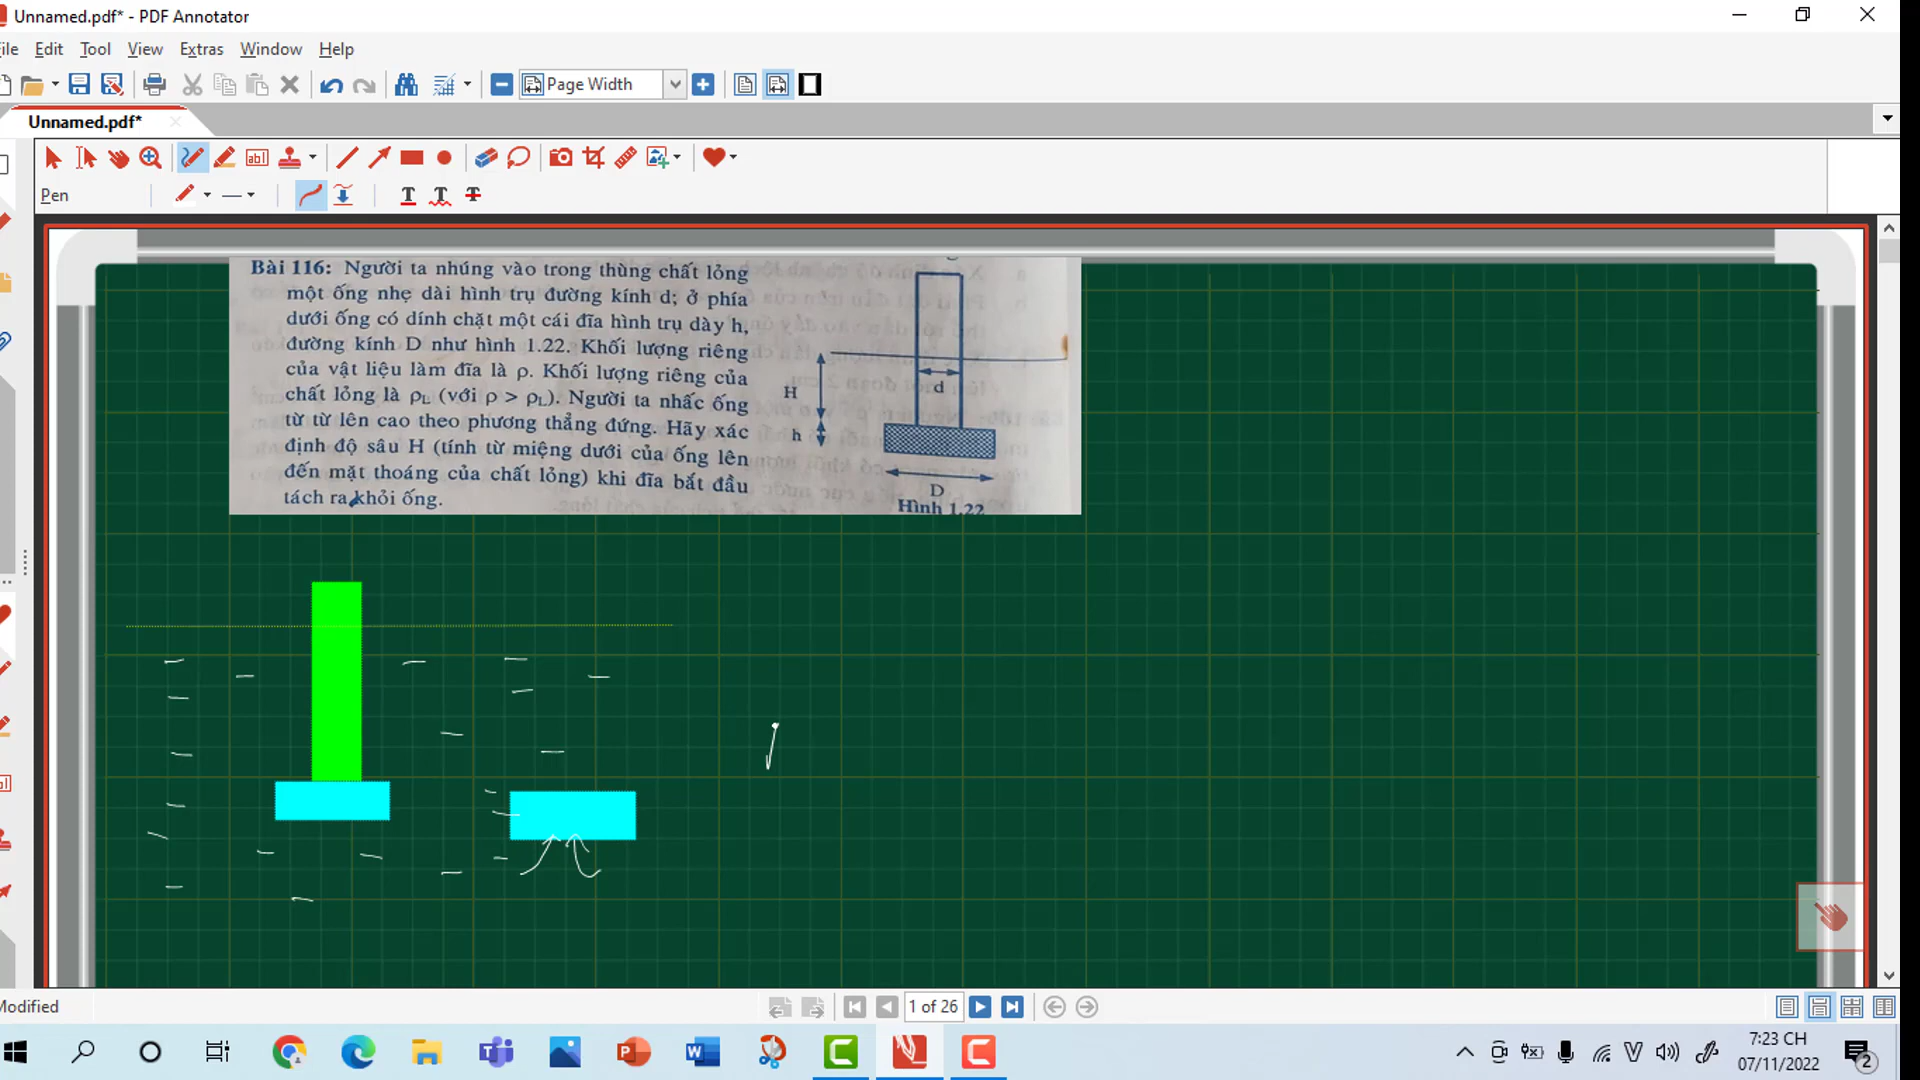 Unnamed.pdf* - PDF Annotator
Edit Tool View Extras Window Help
Page Width
Unnamed.pdf*
Pen
Bài 116: Người ta nhúng vào trong thùng chất lỏng
một ống nhẹ dài hình trụ đường kính d; ở phía
dưới ống có dính chặt một cái đĩa hình trụ dày h,
đường kính D như hình 1.22. Khối lượng riêng
của vật liệu làm đĩa là ρ. Khối lượng riêng của
chất lỏng là ρL (với ρ > ρL). Người ta nhấc ống
từ từ lên cao theo phương thẳng đứng. Hãy xác
định độ sâu H (tính từ miệng dưới của ống lên
đến mặt thoáng của chất lỏng) khi đĩa bắt đầu
tách ra khỏi ống.
H
d
h
D
Hình 1.22
Modified
1 of 26
7:23 CH
07/11/2022
2